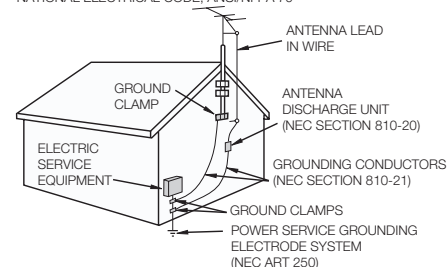 ANTENNA LEAD
IN WIRE
GROUND
CLAMP
ANTENNA
DISCHARGE UNIT
(NEC SECTION 810-20)
ELECTRIC
SERVICE
EQUIPMENT
GROUNDING CONDUCTORS
(NEC SECTION 810-21)
GROUND CLAMPS
POWER SERVICE GROUNDING
ELECTRODE SYSTEM
(NEC ART 250)